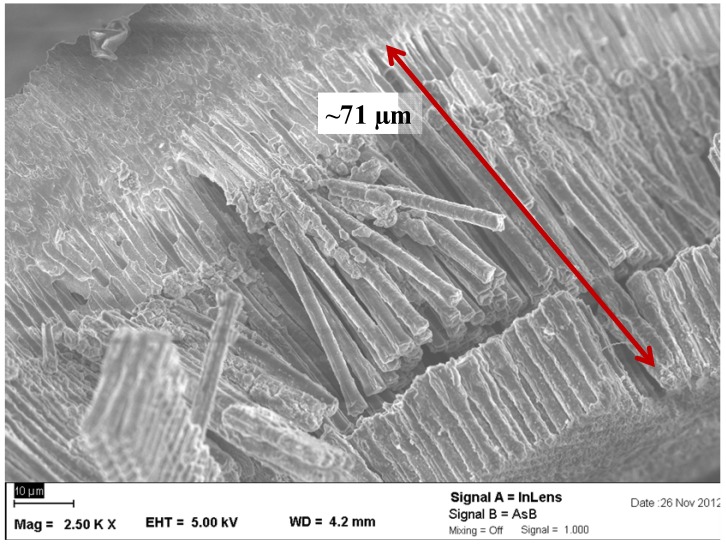 ~71 μm
10 μm
Mag = 2.50 K X
EHT = 5.00 kV
WD = 4.2 mm
Signal A = InLens
Signal B = AsB
Mixing = Off Signal = 1.000
Date :26 Nov 2012